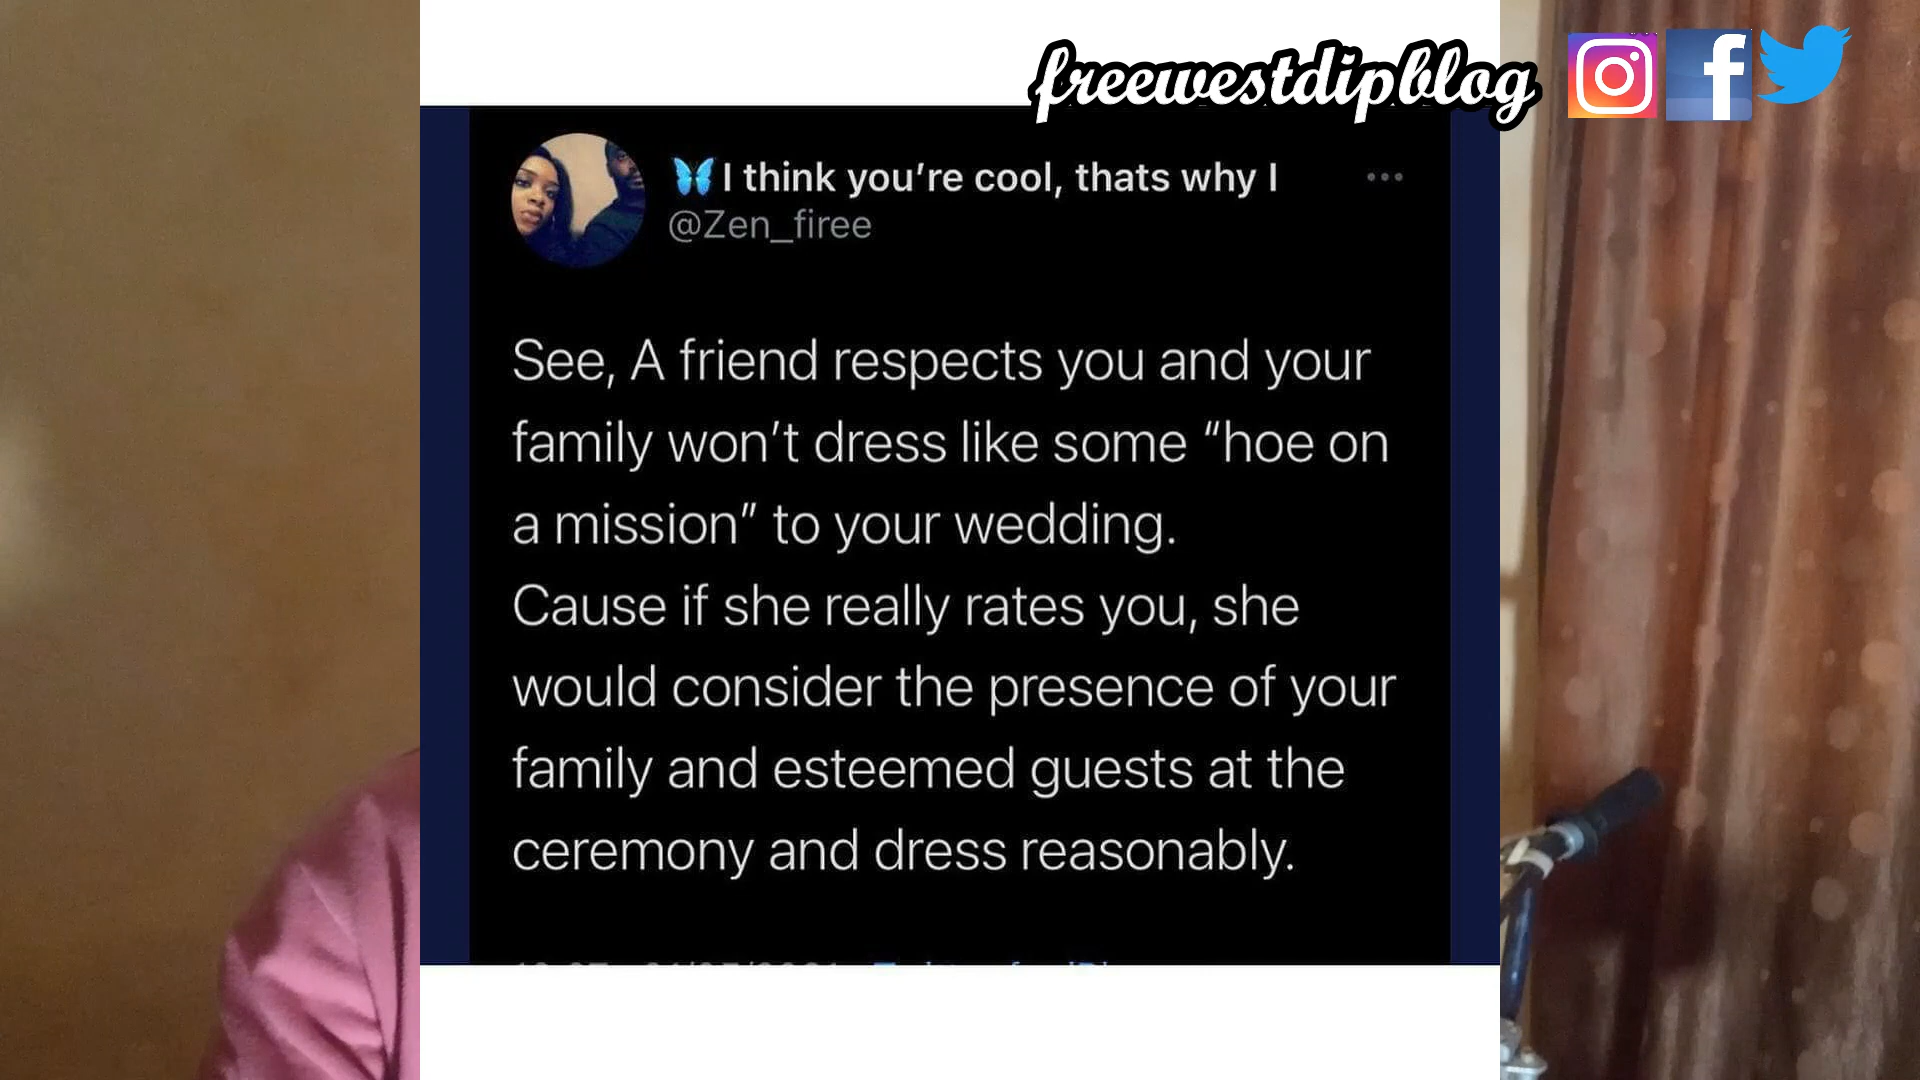 freewestdipblog
I think you're cool, thats why I
@Zen_firee
See, A friend respects you and your
family won't dress like some “hoe on
a mission” to your wedding.
Cause if she really rates you, she
would consider the presence of your
family and esteemed guests at the
ceremony and dress reasonably.